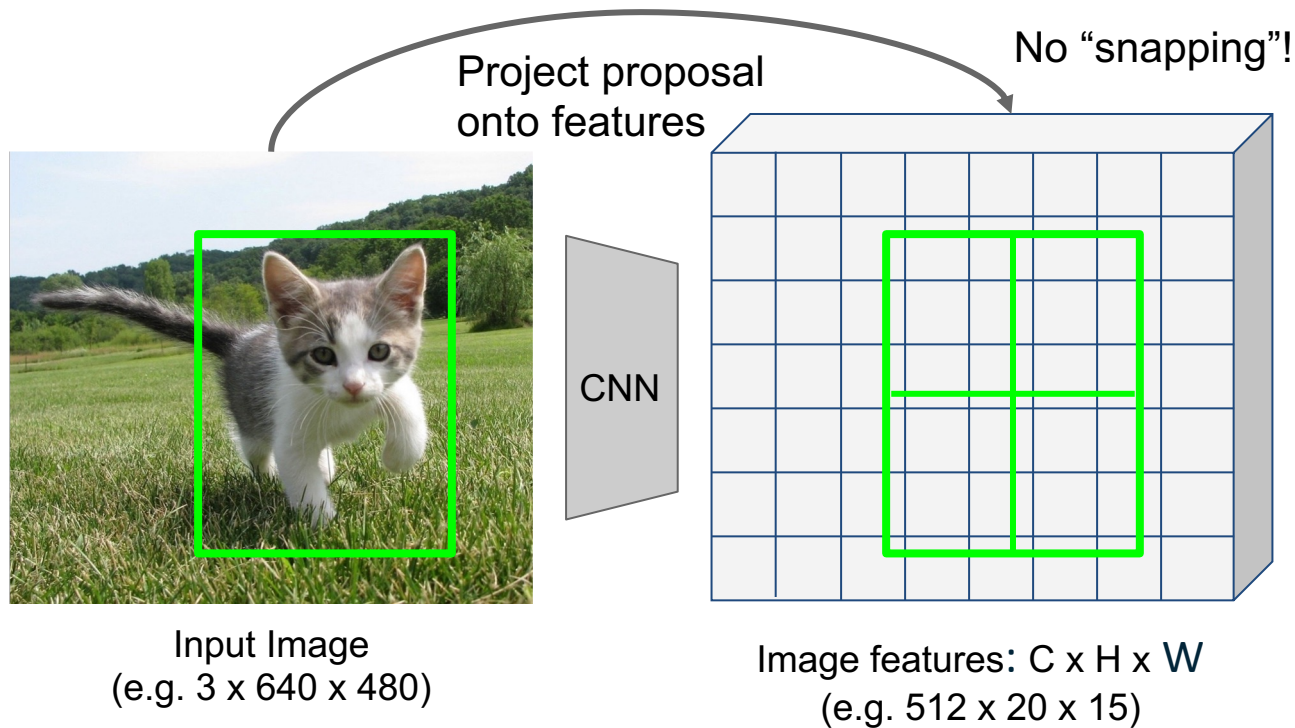 No “snapping”!
Project proposal
onto features
CNN
Input Image
(e.g. 3 x 640 x 480)
Image features: C x H x W
(e.g. 512 x 20 x 15)